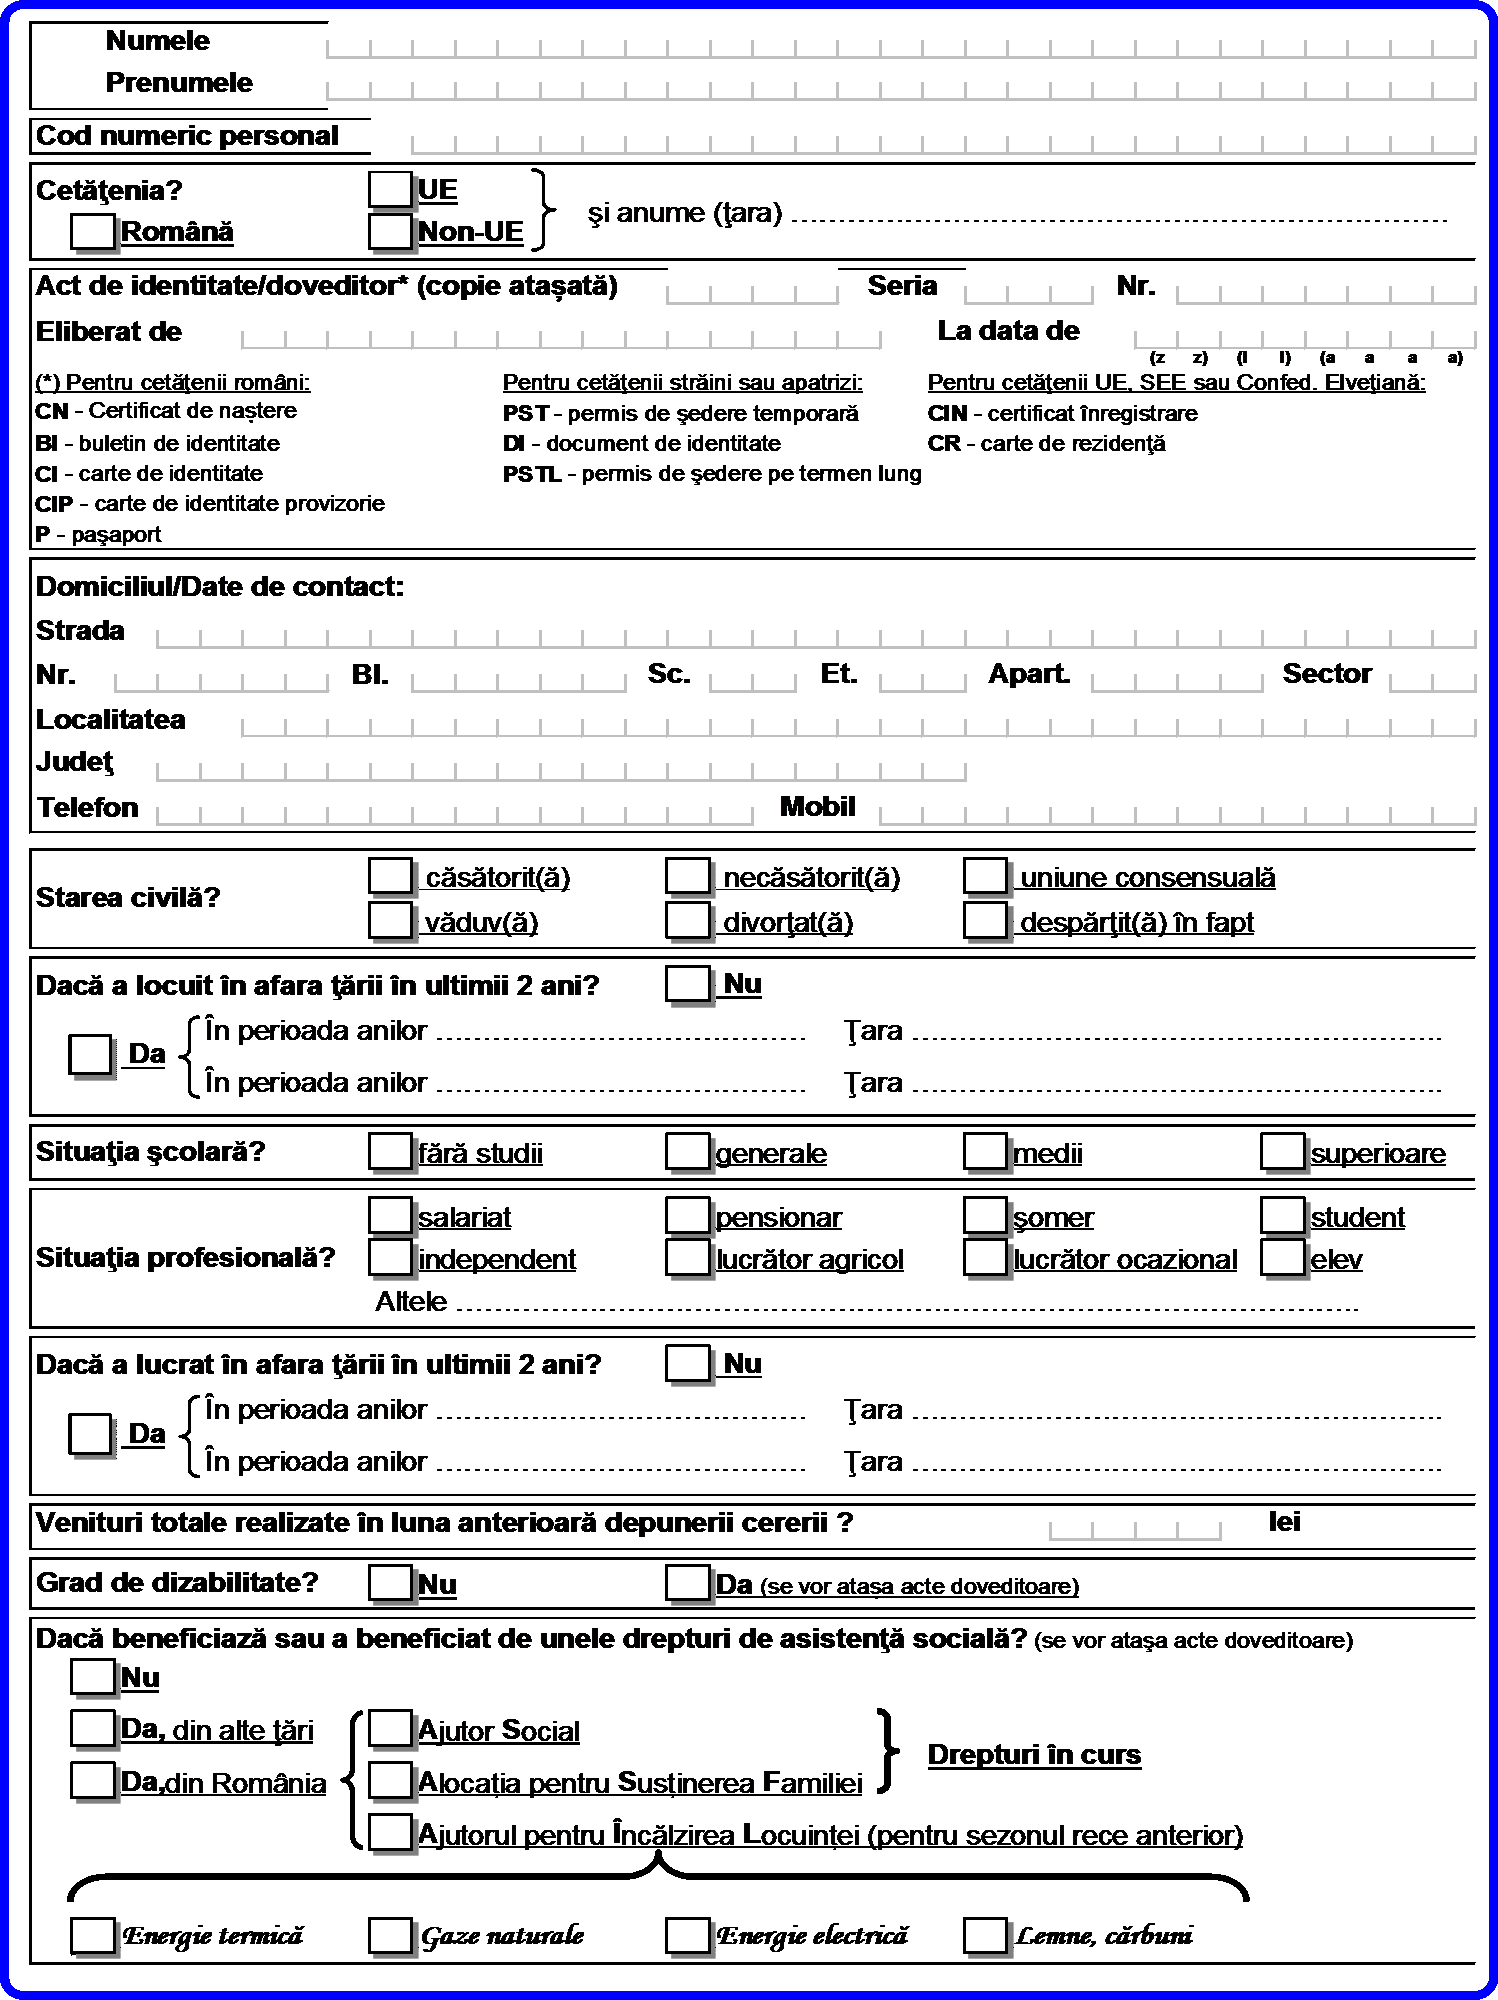 Numele
Prenumele
Cod numeric personal
Cetăţenia? UE
Română Non-UE şi anume (ţara)
Act de identitate/doveditor* (copie atașată) Seria Nr.
Eliberat de La data de
(z z) (l l) (a a a a)
(*) Pentru cetăţenii români: Pentru cetăţenii străini sau apatrizi: Pentru cetăţenii UE, SEE sau Confed. Elveţiană:
CN - Certificat de naștere PST - permis de şedere temporară CIN - certificat înregistrare
BI - buletin de identitate DI - document de identitate CR - carte de rezidenţă
CI - carte de identitate PSTL - permis de şedere pe termen lung
CIP - carte de identitate provizorie
P - paşaport
Domiciliul/Date de contact:
Strada
Nr. Bl. Sc. Et. Apart. Sector
Localitatea
Judeţ
Telefon Mobil
Starea civilă? căsătorit(ă) necăsătorit(ă) uniune consensuală
văduv(ă) divorţat(ă) despărţit(ă) în fapt
Dacă a locuit în afara ţării în ultimii 2 ani? Nu
Da În perioada anilor Ţara
În perioada anilor Ţara
Situaţia şcolară? fără studii generale medii superioare
Situaţia profesională? salariat pensionar şomer student
independent lucrător agricol lucrător ocazional elev
Altele
Dacă a lucrat în afara ţării în ultimii 2 ani? Nu
Da În perioada anilor Ţara
În perioada anilor Ţara
Venituri totale realizate în luna anterioară depunerii cererii ? lei
Grad de dizabilitate? Nu Da (se vor atașa acte doveditoare)
Dacă beneficiază sau a beneficiat de unele drepturi de asistenţă socială? (se vor ataşa acte doveditoare)
Nu
Da, din alte ţări Ajutor Social Drepturi în curs
Da,din România Alocația pentru Susținerea Familiei
Ajutorul pentru Încălzirea Locuinței (pentru sezonul rece anterior)
Energie termică Gaze naturale Energie electrică Lemne, cărbuni